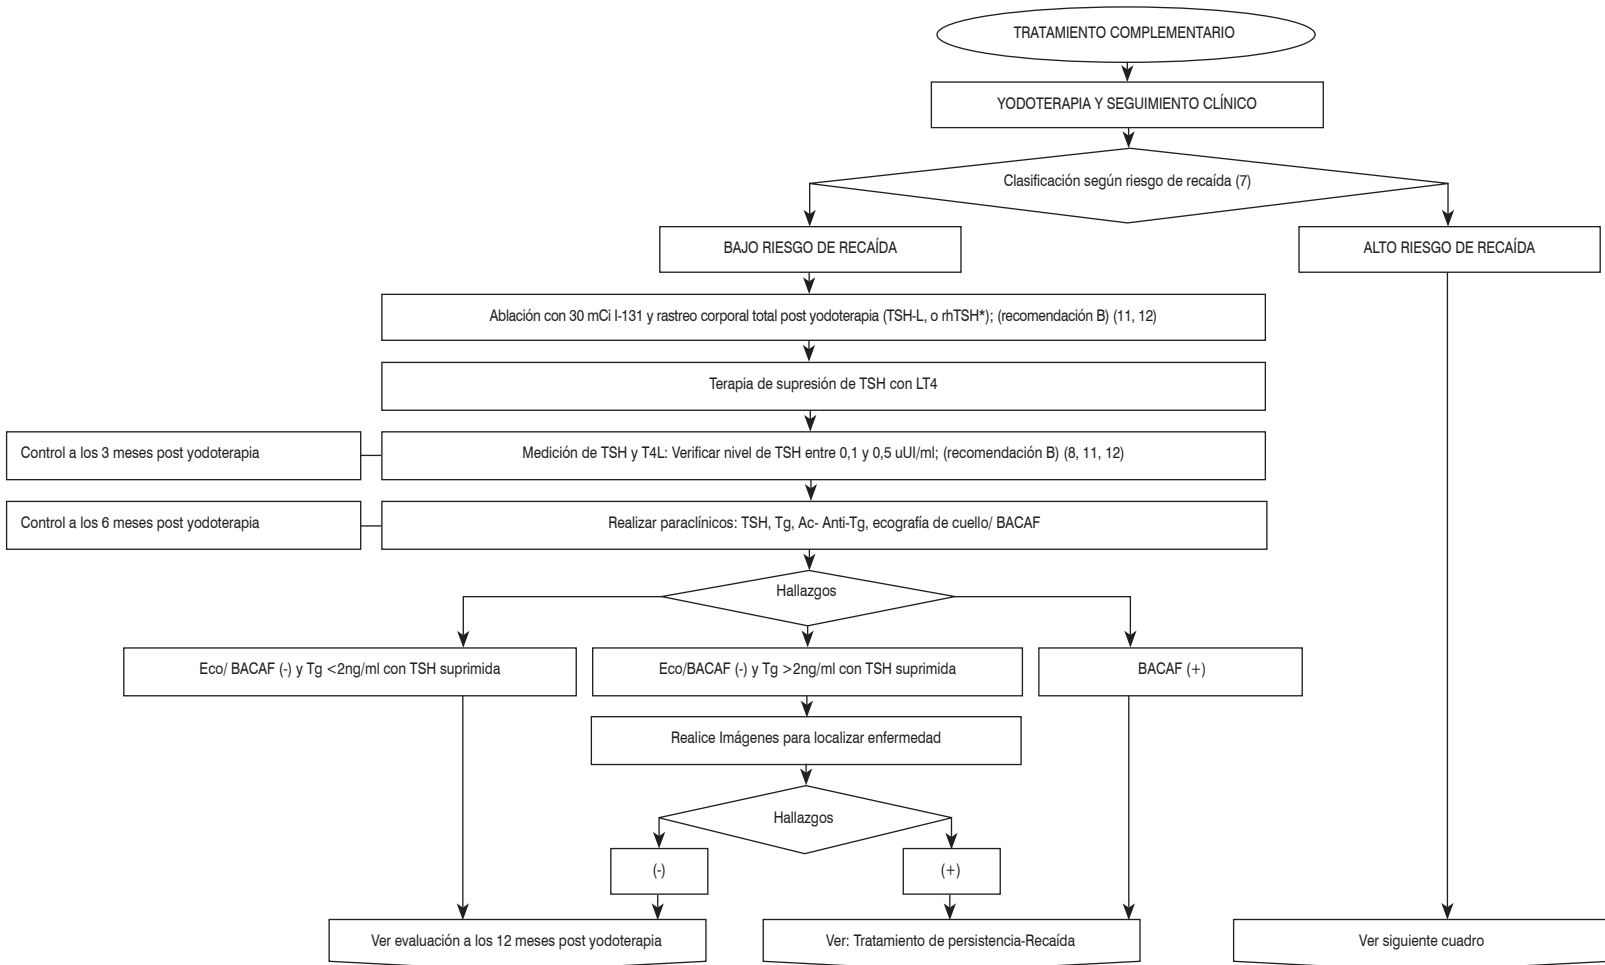 TRATAMIENTO COMPLEMENTARIO
YODOTERAPIA Y SEGUIMIENTO CLÍNICO
Clasificación según riesgo de recaída (7)
BAJO RIESGO DE RECAÍDA
ALTO RIESGO DE RECAÍDA
Ablación con 30 mCi I-131 y rastreo corporal total post yodoterapia (TSH-L, o rhTSH*); (recomendación B) (11, 12)
Terapia de supresión de TSH con LT4
Control a los 3 meses post yodoterapia
Medición de TSH y T4L: Verificar nivel de TSH entre 0,1 y 0,5 uUI/ml; (recomendación B) (8, 11, 12)
Control a los 6 meses post yodoterapia
Realizar paraclínicos: TSH, Tg, Ac- Anti-Tg, ecografía de cuello/ BACAF
Hallazgos
Eco/ BACAF (-) y Tg <2ng/ml con TSH suprimida
Eco/BACAF (-) y Tg >2ng/ml con TSH suprimida
BACAF (+)
Realice Imágenes para localizar enfermedad
Hallazgos
(-)
(+)
Ver evaluación a los 12 meses post yodoterapia
Ver: Tratamiento de persistencia-Recaída
Ver siguiente cuadro